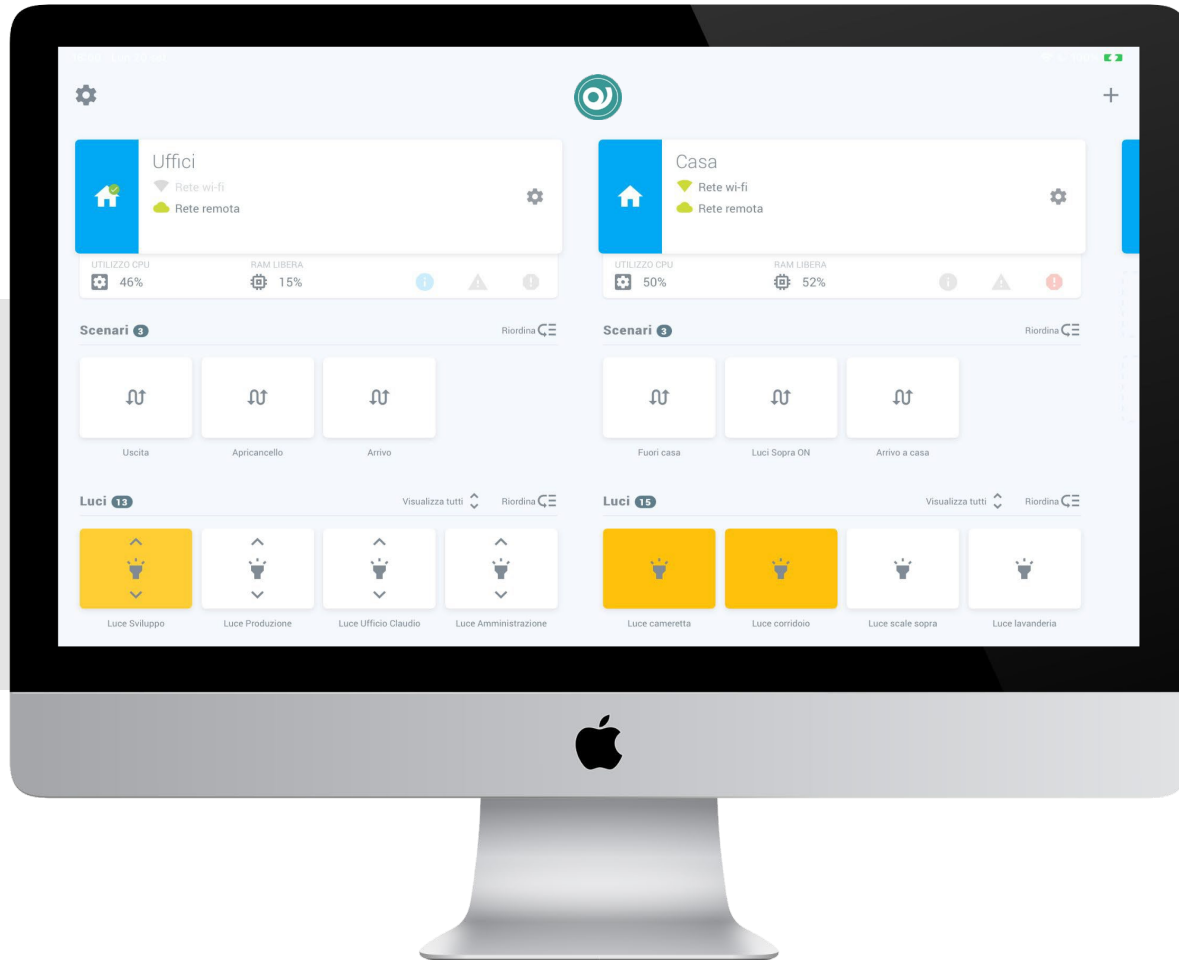 Uffici
Rete wi-fi
Rete remota
UTILIZZO CPU
46%
RAM LIBERA
15%
Scenari 3
Riordina
Uscita
Apricancello
Arrivo
Luci 13
Visualizza tutti
Riordina
Luce Sviluppo
Luce Produzione
Luce Ufficio Claudio
Luce Amministrazione
Casa
Rete wi-fi
Rete remota
UTILIZZO CPU
50%
RAM LIBERA
52%
Scenari 3
Riordina
Fuori casa
Luci Sopra ON
Arrivo a casa
Luci 15
Visualizza tutti
Riordina
Luce cameretta
Luce corridoio
Luce scale sopra
Luce lavanderia